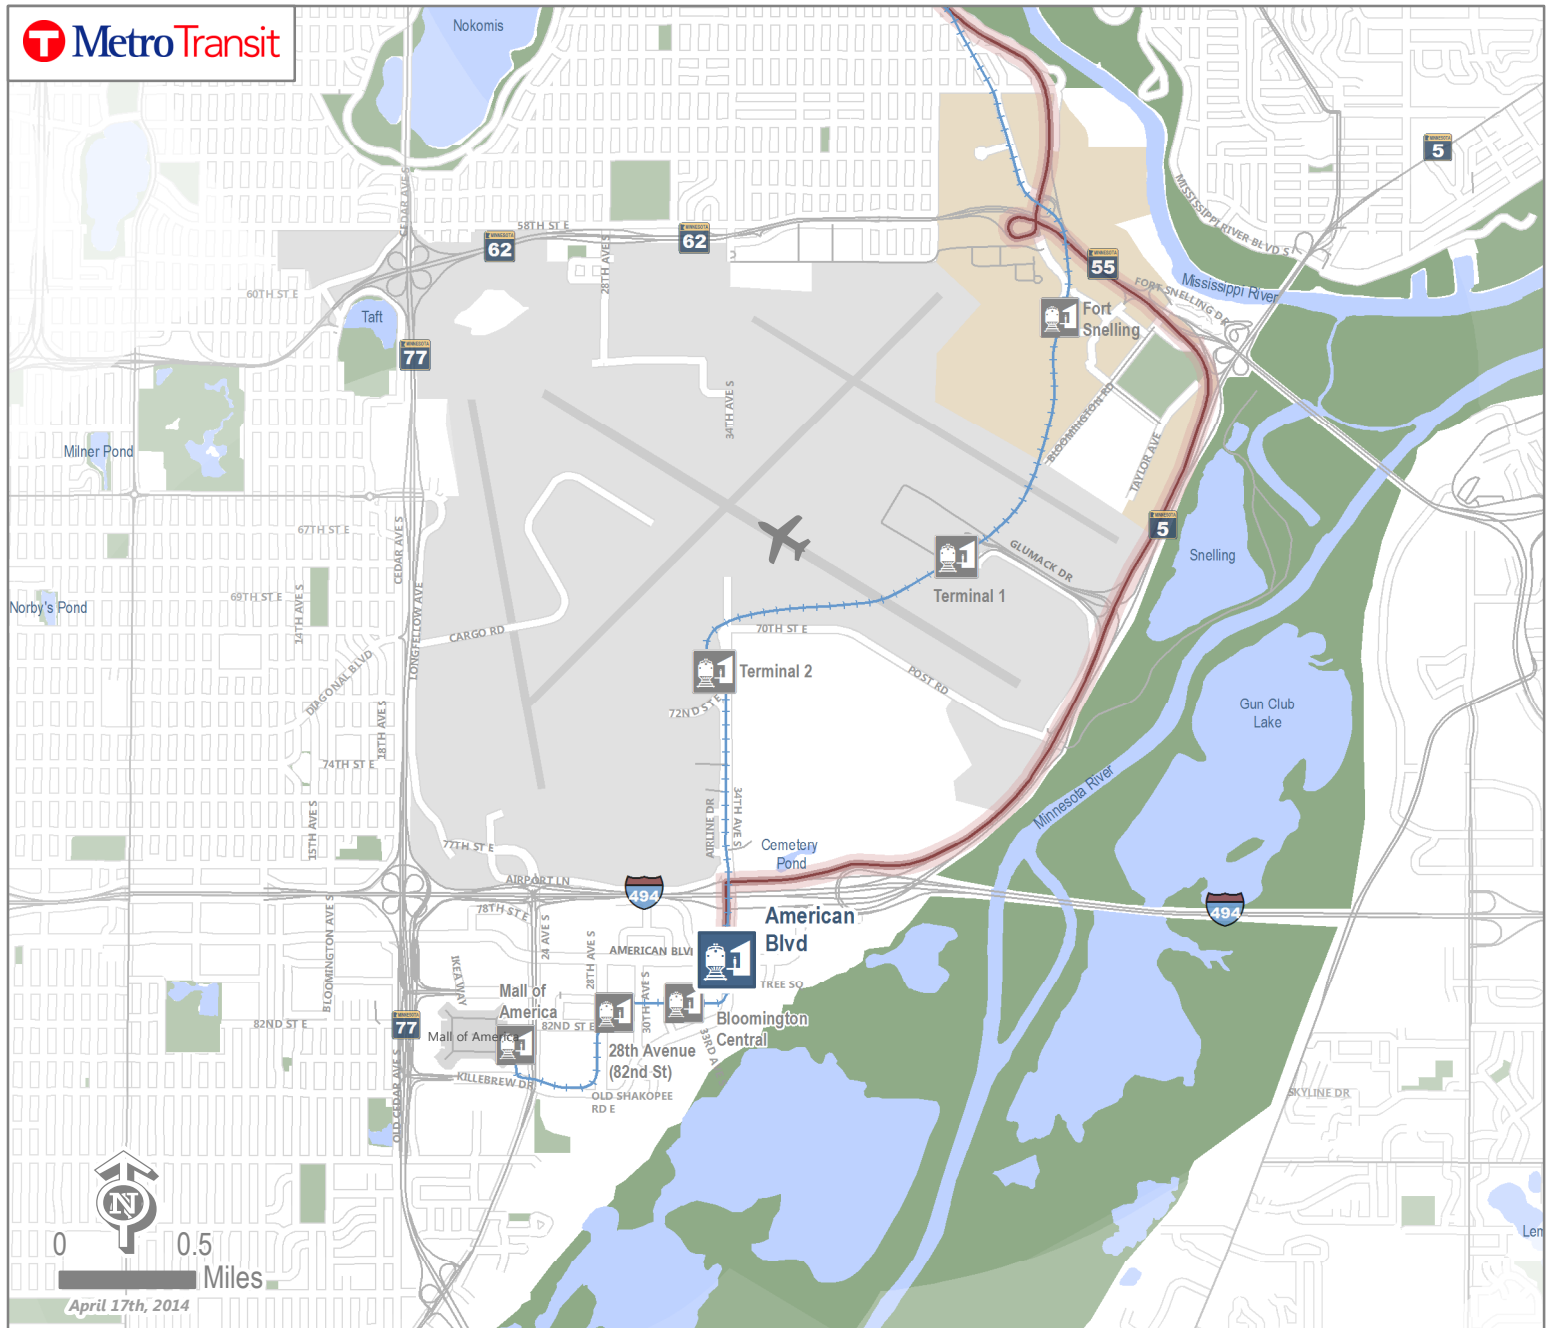 Metro Transit
Nokomis
5
CEDAR AVE S
MISSISSIPPI RIVER BLVD S
58TH ST E
62
62
28TH AVE S
55
60TH ST E
Mississippi River
FORT SNELLING DR
Taft
Fort
Snelling
77
34TH AVE S
BLOOMINGTON RD
TAYLOR AVE
Milner Pond
67TH ST E
CEDAR AVE S
5
GLUMACK DR
Snelling
Terminal 1
69TH ST E
Norby's Pond
14TH AVE S
LONGFELLOW AVE
CARGO RD
70TH ST E
DIAGONAL BLVD
Terminal 2
POST RD
72ND ST E
18TH AVE S
Gun Club
Lake
74TH ST E
Minnesota River
15TH AVE S
AIRLINE DR
34TH AVE S
77TH ST E
Cemetery
Pond
AIRPORT LN
494
494
78TH ST E
American
Blvd
BLOOMINGTON AVE S
24 AVE S
28TH AVE S
AMERICAN BLV
IKEA WAY
TREE SQ
Mall of
America
30TH AVE S
82ND ST E
77
82ND ST E
Bloomington
Central
Mall of America
33RD A
28th Avenue
(82nd St)
KILLEBREW DR
OLD SHAKOPEE
RD E
OLD CEDAR AVE S
SKYLINE DR
N
0 0.5
Miles
April 17th, 2014
Lem